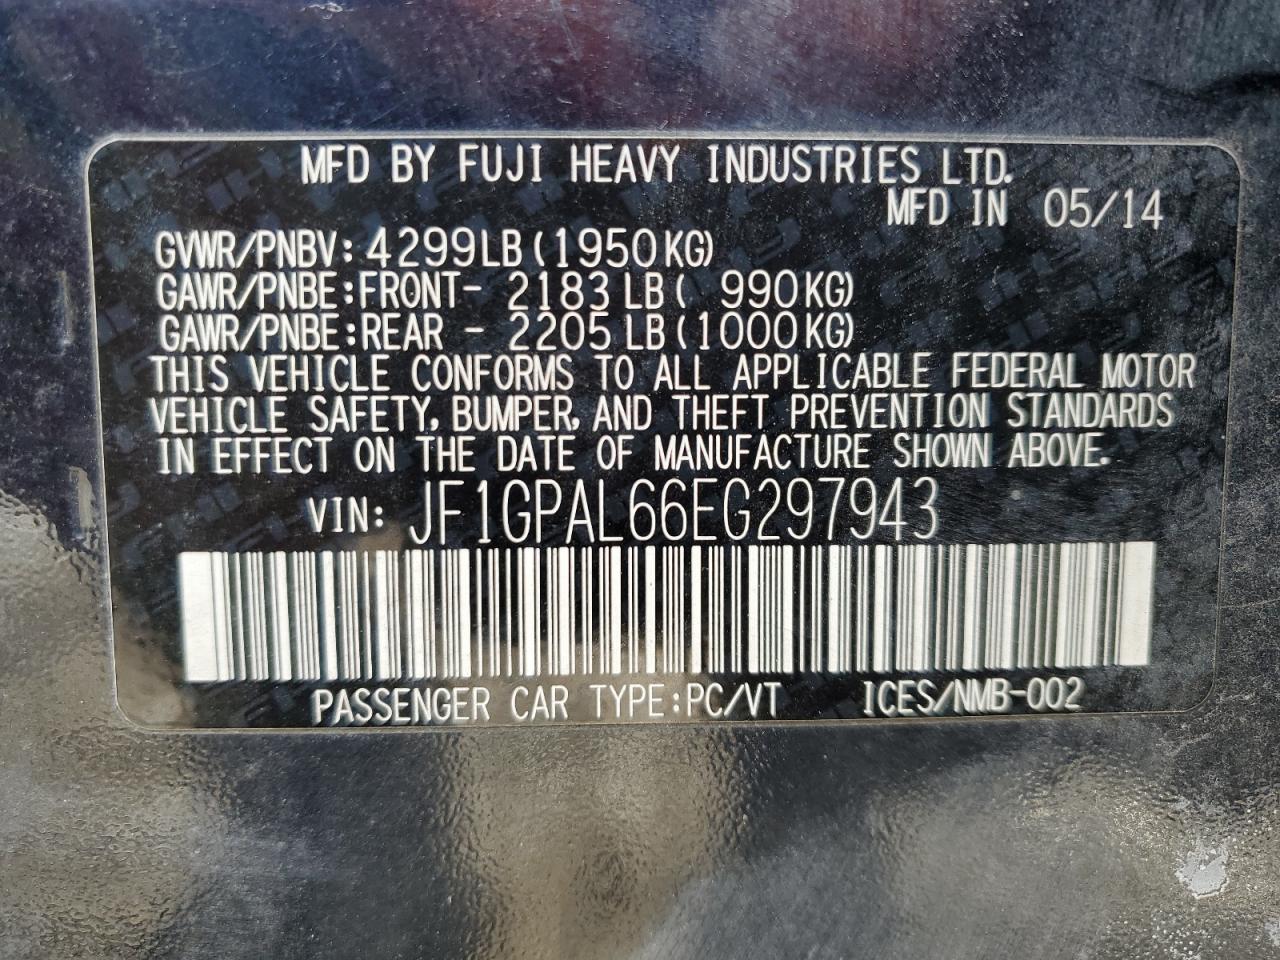 MFD BY FUJI HEAVY INDUSTRIES LTD.
MFD IN 05/14
GVWR/PNBV: 4299LB (1950KG)
GAWR/PNBE: FRONT- 2183 LB ( 990KG)
GAWR/PNBE: REAR - 2205 LB (1000KG)
THIS VEHICLE CONFORMS TO ALL APPLICABLE FEDERAL MOTOR
VEHICLE SAFETY, BUMPER, AND THEFT PREVENTION STANDARDS
IN EFFECT ON THE DATE OF MANUFACTURE SHOWN ABOVE.
VIN: JF1GPAL66EG297943
PASSENGER CAR TYPE:PC/VT ICES/NMB-002